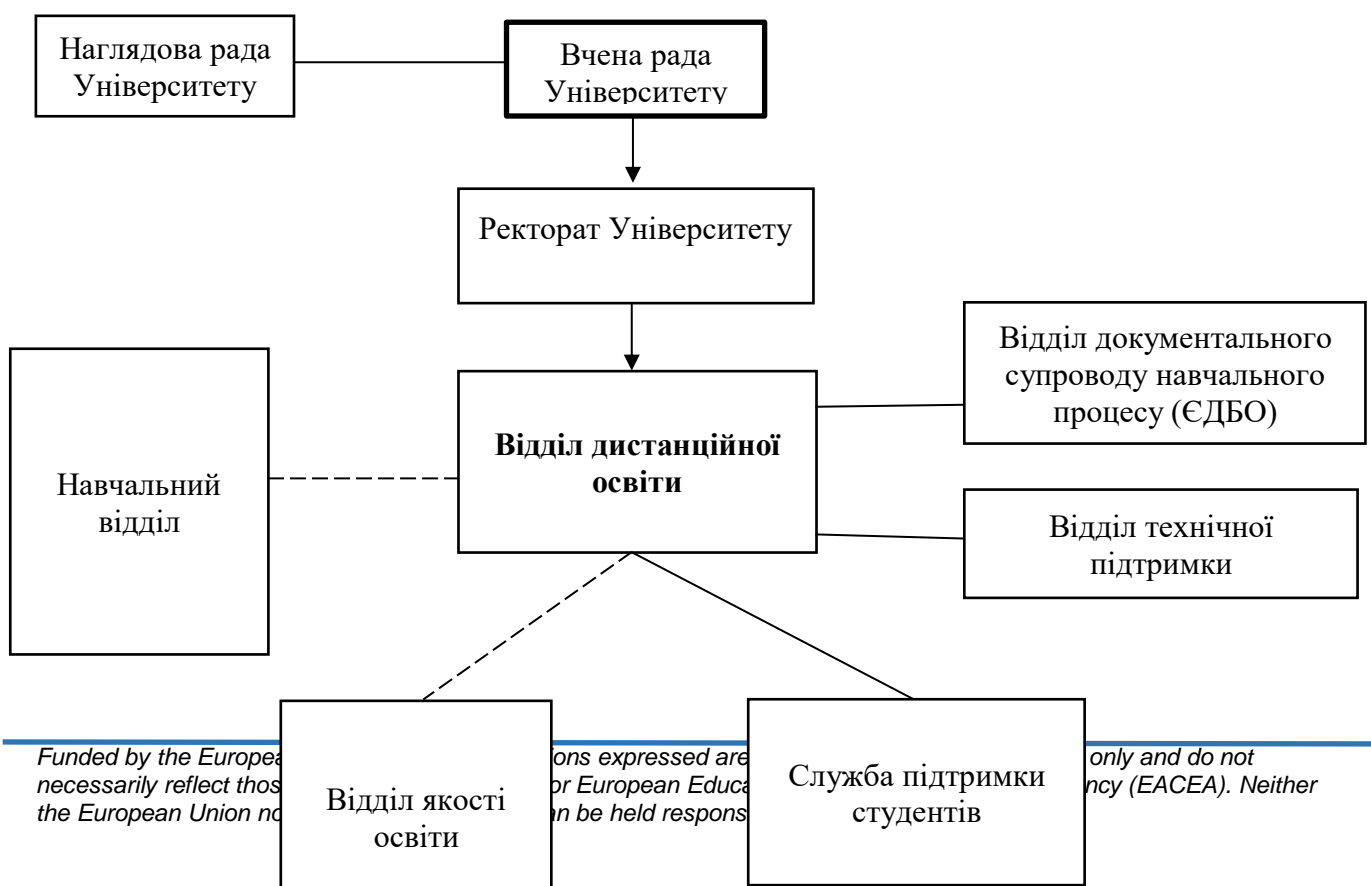 Наглядова рада
Університету
Вчена рада
Університету
Ректорат Університету
Відділ документального
супроводу навчального
процесу (ЄДБО)
Відділ дистанційної
освіти
Навчальний
відділ
Відділ технічної
підтримки
Funded by the Europea ons expressed are only and do not
necessarily reflect thos or European Educa ncy (EACEA). Neither
the European Union no n be held respons
Відділ якості
освіти
Служба підтримки
студентів